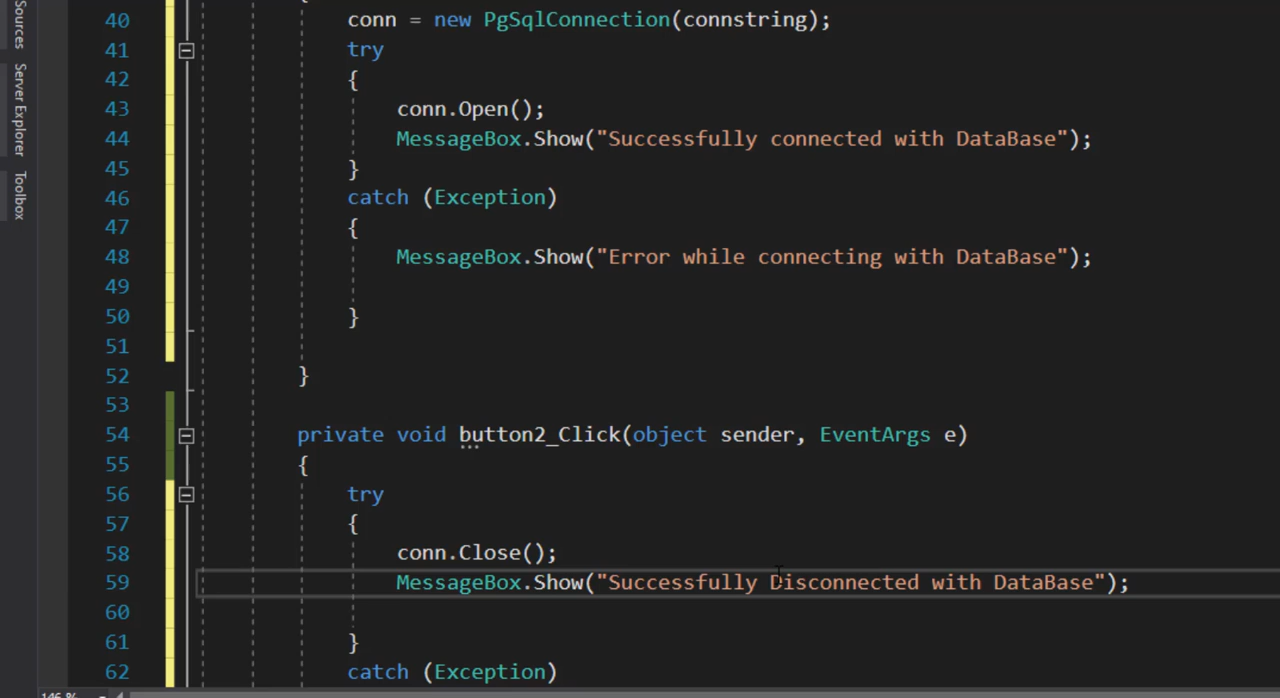 Sources
Server Explorer
Toolbox
40 conn = new PgSqlConnection(connstring);
41 try
42 {
43 conn.Open();
44 MessageBox.Show("Successfully connected with DataBase");
45 }
46 catch (Exception)
47 {
48 MessageBox.Show("Error while connecting with DataBase");
49
50 }
51
52 }
53
54 private void button2_Click(object sender, EventArgs e)
55 {
56 try
57 {
58 conn.Close();
59 MessageBox.Show("Successfully Disconnected with DataBase");
60
61 }
62 catch (Exception)
146 %